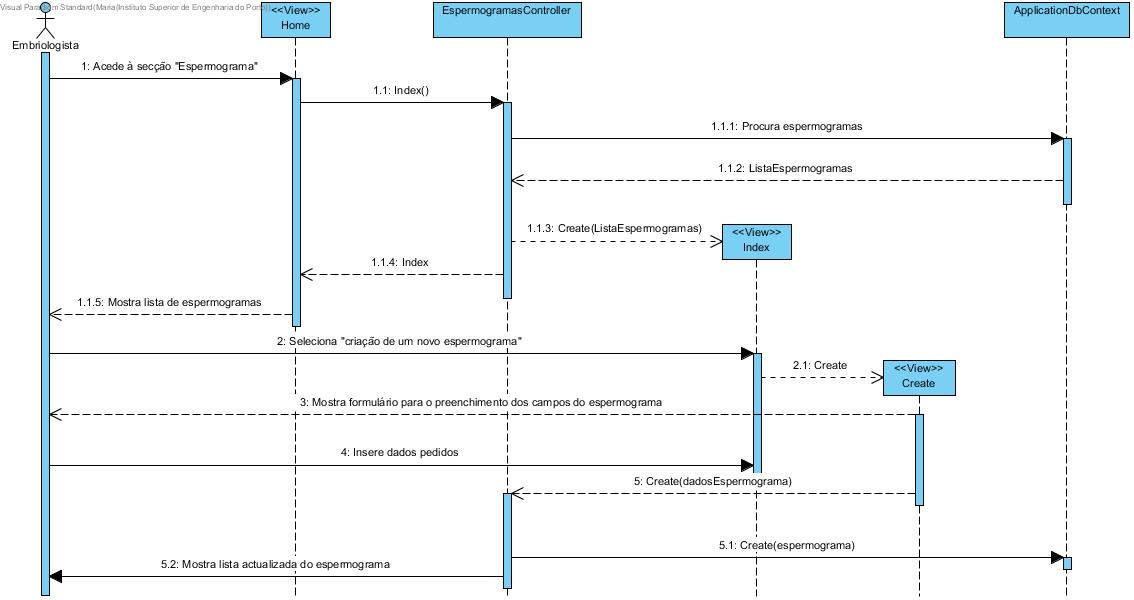 Visual Paradigm Standard(Maria(Instituto Superior de Engenharia do Porto))
Embriologista
<<View>>
Home
EspermogramasController
ApplicationDbContext
1: Acede à secção "Espermograma"
1.1: Index()
1.1.1: Procura espermogramas
1.1.2: ListaEspermogramas
1.1.3: Create(ListaEspermogramas)
<<View>>
Index
1.1.4: Index
1.1.5: Mostra lista de espermogramas
2: Seleciona "criação de um novo espermograma"
2.1: Create
<<View>>
Create
3: Mostra formulário para o preenchimento dos campos do espermograma
4: Insere dados pedidos
5: Create(dadosEspermograma)
5.1: Create(espermograma)
5.2: Mostra lista actualizada do espermograma